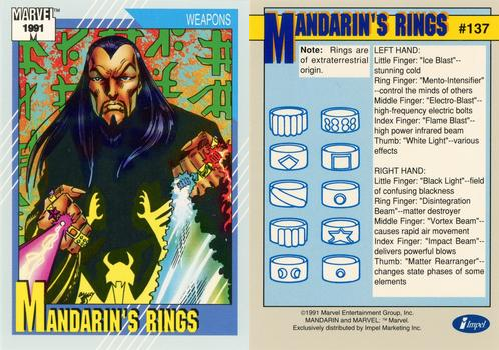 MARVEL™
1991
WEAPONS
MANDARIN'S RINGS
MANDARIN'S RINGS
#137
Note: Rings are
of extraterrestrial
origin.
LEFT HAND:
Little Finger: "Ice Blast"--
stunning cold
Ring Finger: "Mento-Intensifier"
--control the minds of others
Middle Finger: "Electro-Blast"--
high-frequency electric bolts
Index Finger: "Flame Blast"--
high power infrared beam
Thumb: "White Light"--various
effects
RIGHT HAND:
Little Finger: "Black Light"--field
of confusing blackness
Ring Finger: "Disintegration
Beam"--matter destroyer
Middle Finger: "Vortex Beam"--
causes rapid air movement
Index Finger: "Impact Beam"--
delivers powerful blows
Thumb: "Matter Rearranger"--
changes state phases of some
elements
©1991 Marvel Entertainment Group, Inc.
MANDARIN and MARVEL: ™ Marvel.
Exclusively distributed by Impel Marketing Inc.
Impel